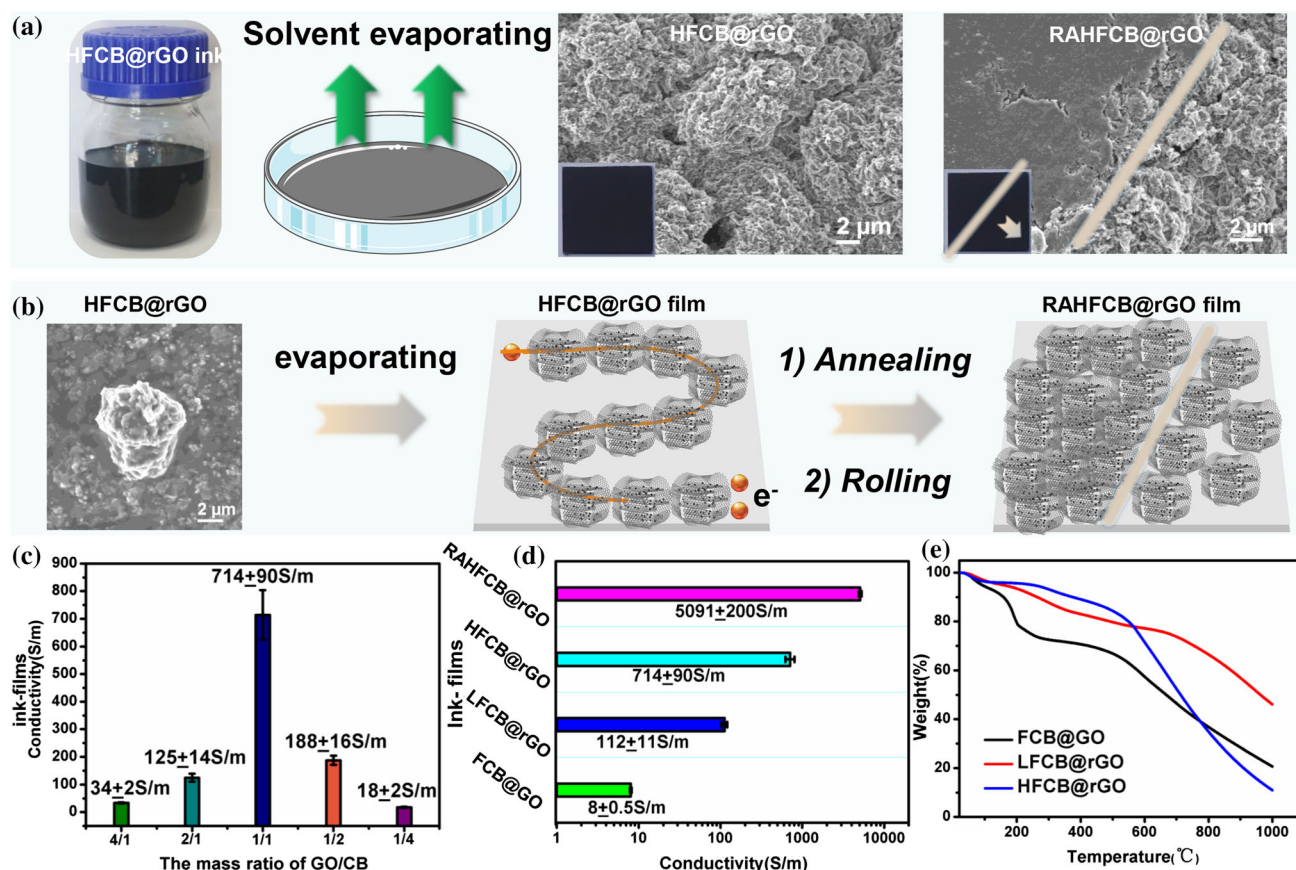 (a)
HFCB@rGO ink
Solvent evaporating
HFCB@rGO
2 μm
RAHFCB@rGO
2 μm
(b)
HFCB@rGO
2 μm
evaporating
HFCB@rGO film
e-
1) Annealing
2) Rolling
RAHFCB@rGO film
(c)
ink-films
Conductivity(S/m)
900
800
700
600
500
400
300
200
100
0
34±2S/m
125±14S/m
714±90S/m
188±16S/m
18±2S/m
4/1
2/1
1/1
1/2
1/4
The mass ratio of GO/CB
(d)
Ink- films
RAHFCB@rGO
HFCB@rGO
LFCB@rGO
FCB@GO
5091±200S/m
714±90S/m
112±11S/m
8±0.5S/m
1
10
100
1000
10000
Conductivity(S/m)
(e)
Weight(%)
100
80
60
40
20
0
FCB@GO
LFCB@rGO
HFCB@rGO
200
400
600
800
1000
Temperature(℃)